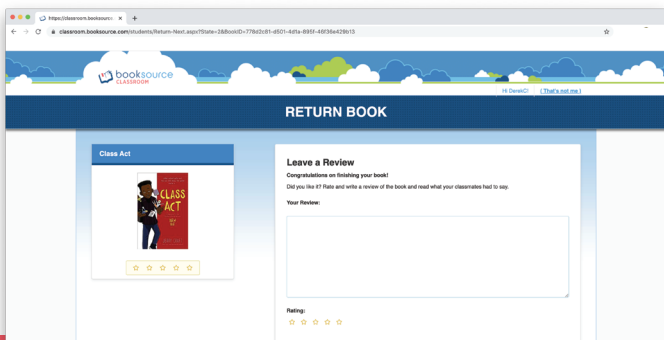 https://classroom.booksource.c
classroom.booksource.com/students/Return-Next.aspx?State=2&BookID=778d2c81-d501-4d1a-895f-46f36a429b13
booksource
CLASSROOM
Hi DerekC!
( That's not me )
RETURN BOOK
Class Act
CLASS
ACT
Leave a Review
Congratulations on finishing your book!
Did you like it? Rate and write a review of the book and read what your classmates had to say.
Your Review:
Rating: